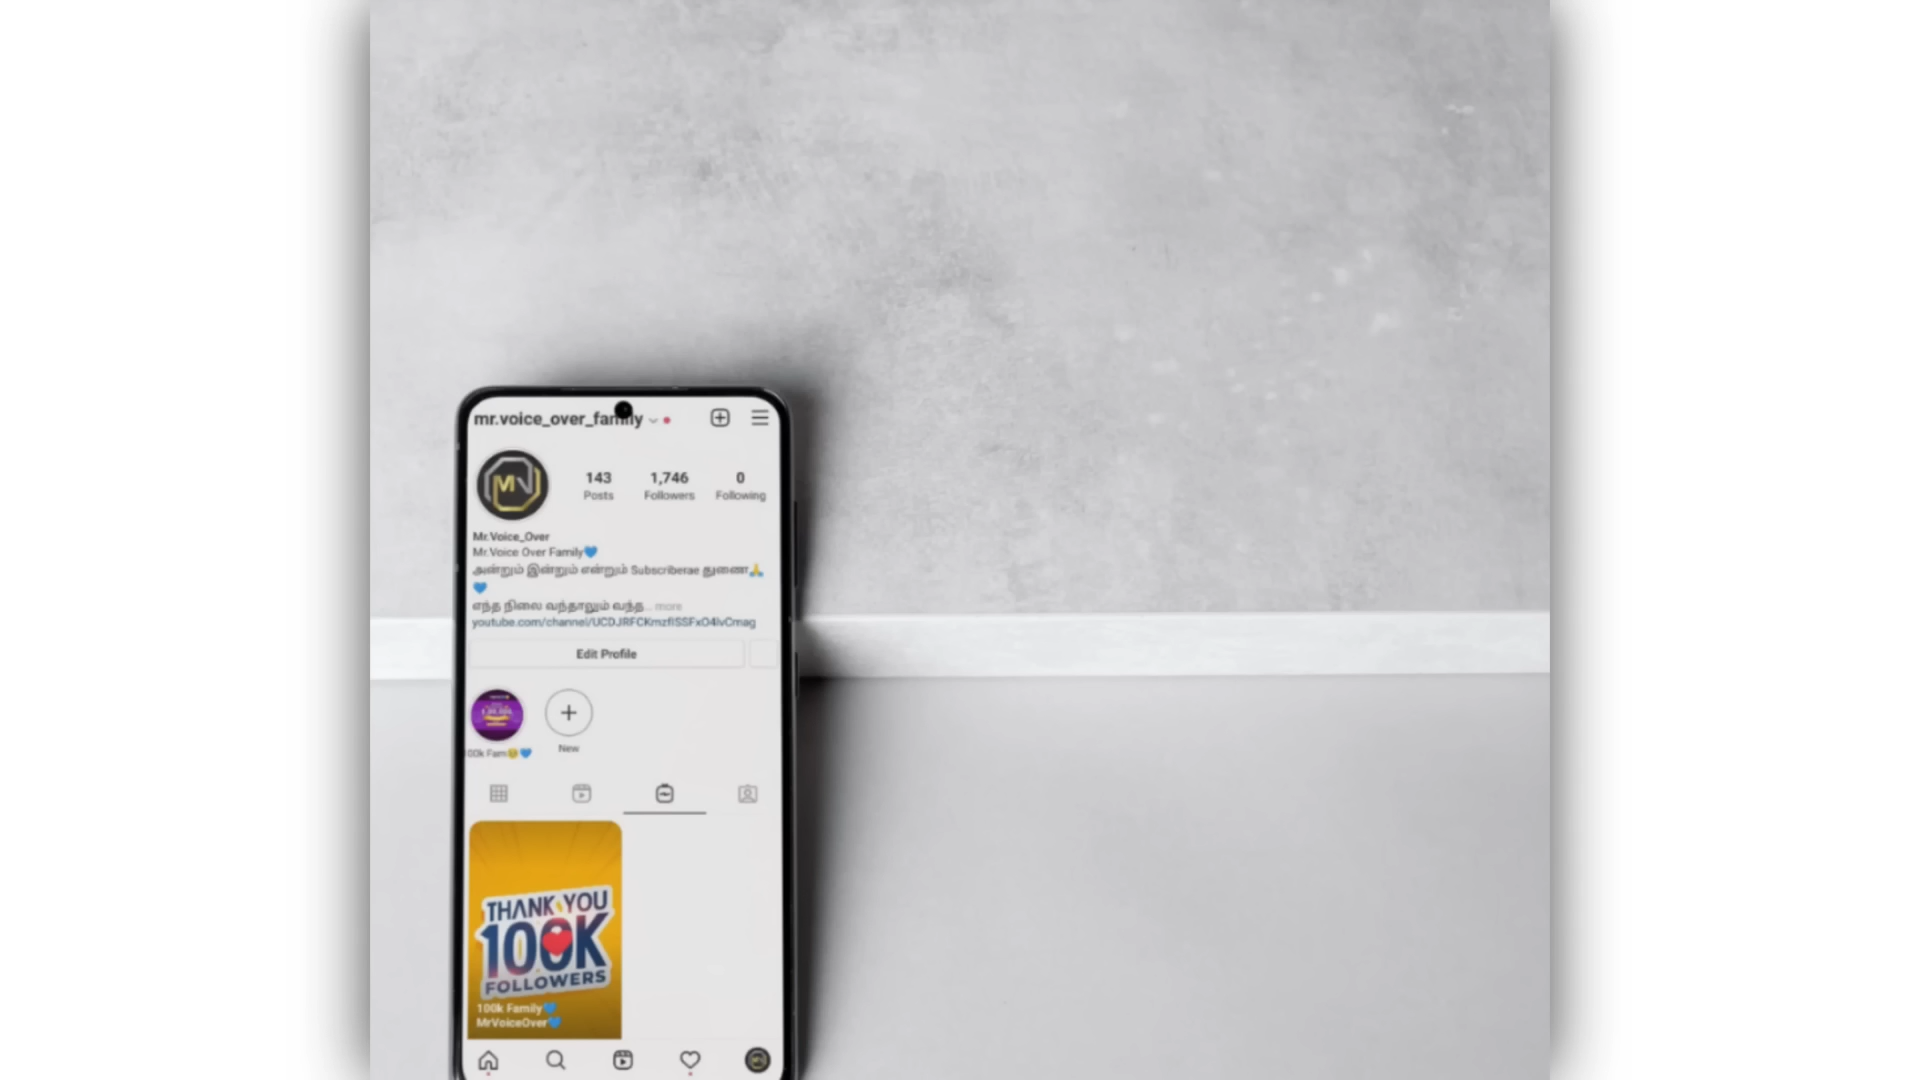 mr.voice_over_family
143
1,746
0
Posts
Followers
Following
Mr.Voice_Over
Mr.Voice Over Family💙
அன்றும் இன்றும் என்றும் Subscriberae துணை🙏
💙
எந்த நிலை வந்தாலும் வந்த... more
youtube.com/channel/UCDJRFCKmzfISSFxO4IvCmag
Edit Profile
New
THANK YOU
100K
FOLLOWERS
100k Family💙
MrVoiceOver💙
MV